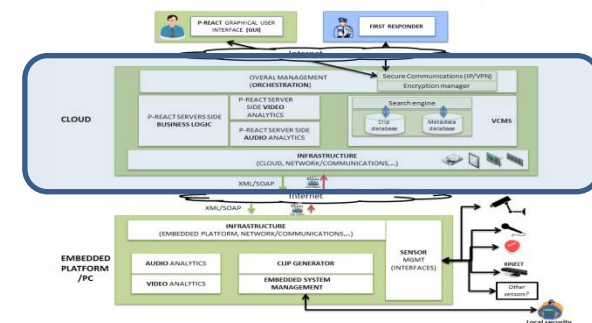 P-REACT GRAPHICAL USER
INTERFACE (GUI)
FIRST RESPONDER
Internet
CLOUD
OVERAL MANAGEMENT
(ORCHESTRATION)
Secure Communications (IP/VPN)
Encryption manager
P-REACT SERVERS SIDE
BUSINESS LOGIC
P-REACT SERVER
SIDE VIDEO
ANALYTICS
P-REACT SERVER SIDE
AUDIO ANALYTICS
Search engine
Clip
database
Metadata
database
VCMS
INFRASTRUCTURE
(CLOUD, NETWORK/COMMUNICATIONS,...)
XML/SOAP
Internet
XML/SOAP
EMBEDDED
PLATFORM
/PC
INFRASTRUCTURE
(EMBEDDED PLATFORM, NETWORK/COMMUNICATIONS,...)
AUDIO ANALYTICS
VIDEO ANALYTICS
CLIP GENERATOR
EMBEDDED SYSTEM
MANAGEMENT
SENSOR
MGMT
(INTERFACES)
KINECT
Other
sensors?
Local security